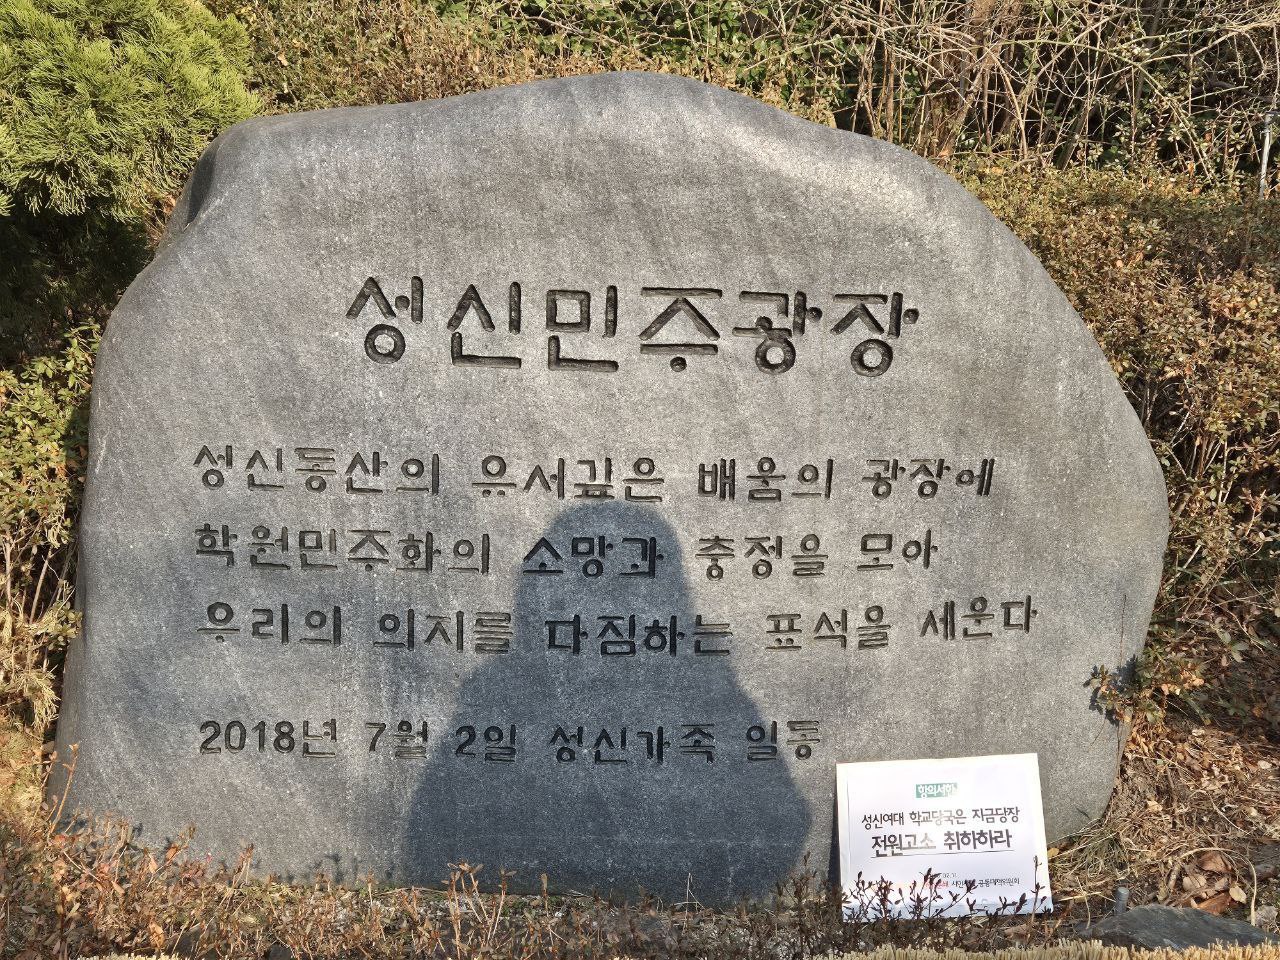 성신민주광장
성신동산의 유서깊은 배움의 광장에
학원민주화의 소망과 충정을 모아
우리의 의지를 다짐하는 표석을 세운다
2018년 7월 2일 성신가족 일동
항의서한
성신여대 학교당국은 지금당장
전원고소 취하하라